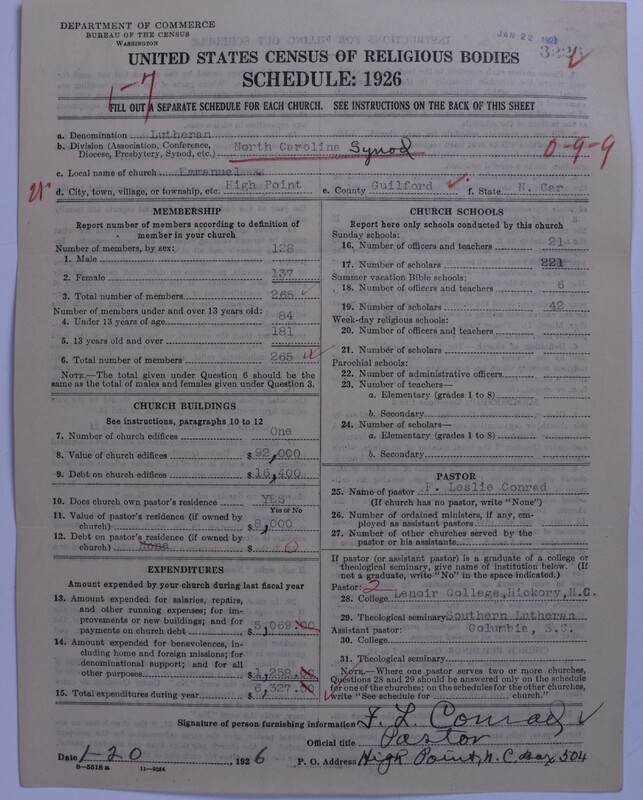 DEPARTMENT OF COMMERCE
BUREAU OF THE CENSUS
WASHINGTON
JAN 22 192
UNITED STATES CENSUS OF RELIGIOUS BODIES
SCHEDULE: 1926
1-7
FILL OUT A SEPARATE SCHEDULE FOR EACH CHURCH. SEE INSTRUCTIONS ON THE BACK OF THIS SHEET
a. Denomination Lutheran
b. Division (Association, Conference, Diocese, Presbytery, Synod, etc.) North Carolina Synod
0-9-9
c. Local name of church Emmanuel
d. City, town, village, or township, etc. High Point e. County Guilford f. State N. Car.
MEMBERSHIP
Report number of members according to definition of member in your church
Number of members, by sex:
1. Male 128
2. Female 137
3. Total number of members 265
Number of members under and over 13 years old:
4. Under 13 years of age 84
5. 13 years old and over 181
6. Total number of members 265
NOTE.—The total given under Question 6 should be the same as the total of males and females given under Question 3.
CHURCH BUILDINGS
See instructions, paragraphs 10 to 12
7. Number of church edifices One
8. Value of church edifices $92,000
9. Debt on church edifices $16,400
10. Does church own pastor's residence YES
Yes or No
11. Value of pastor's residence (if owned by church) $8,000
12. Debt on pastor's residence (if owned by church) None $ 0
EXPENDITURES
Amount expended by your church during last fiscal year
13. Amount expended for salaries, repairs, and other running expenses; for improvements or new buildings; and for payments on church debt $5,069.00
14. Amount expended for benevolences, including home and foreign missions; for denominational support; and for all other purposes $1,258.00
15. Total expenditures during year $6,327.00
CHURCH SCHOOLS
Report here only schools conducted by this church
Sunday schools:
16. Number of officers and teachers 21
17. Number of scholars 221
Summer vacation Bible schools:
18. Number of officers and teachers 6
19. Number of scholars 42
Week-day religious schools:
20. Number of officers and teachers
21. Number of scholars
Parochial schools:
22. Number of administrative officers
23. Number of teachers—
a. Elementary (grades 1 to 8)
b. Secondary
24. Number of scholars—
a. Elementary (grades 1 to 8)
b. Secondary
PASTOR
25. Name of pastor F. Leslie Conrad
(If church has no pastor, write "None")
26. Number of ordained ministers, if any, employed as assistant pastors
27. Number of other churches served by the pastor or his assistants
If pastor (or assistant pastor) is a graduate of a college or theological seminary, give name of institution below. (If not a graduate, write "No" in the space indicated.)
Pastor: 2
28. College Lenoir College, Hickory, N.C.
29. Theological seminary Southern Lutheran
Assistant pastor: Columbia, S.C.
30. College
31. Theological seminary
NOTE.—Where one pastor serves two or more churches, Questions 28 and 29 should be answered only on the schedule for one of the churches; on the schedules for the other churches, write "See schedule for church."
Signature of person furnishing information F. L. Conrad
Official title Pastor
Date 1-20, 1926 P. O. Address High Point, N. C. Box 504
8-5518 a 11-9264